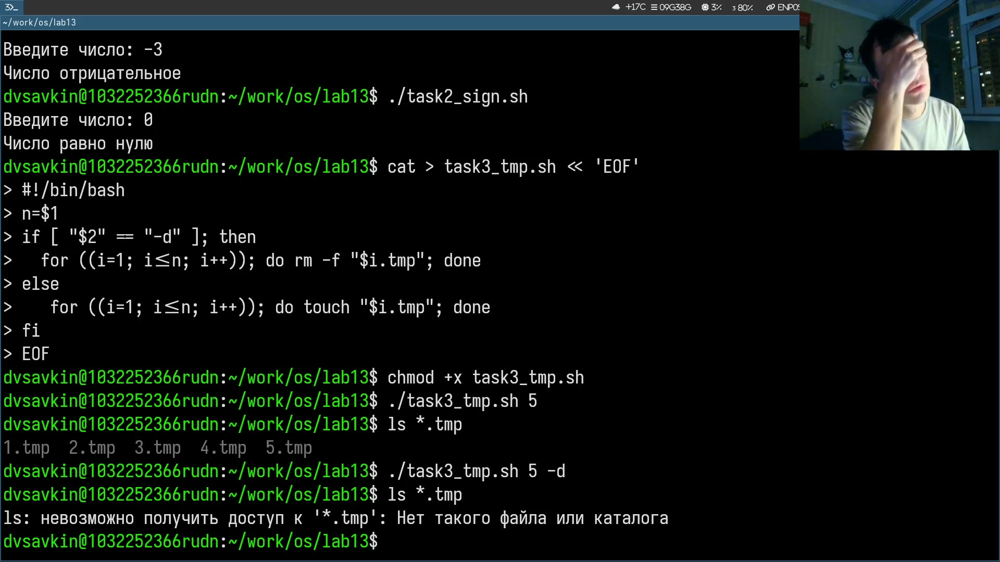 3>_
+17C 09G38G 3% 3 80% ENP0S
~/work/os/lab13
Введите число: -3
Число отрицательное
dvsavkin@1032252366rudn:~/work/os/lab13$ ./task2_sign.sh
Введите число: 0
Число равно нулю
dvsavkin@1032252366rudn:~/work/os/lab13$ cat > task3_tmp.sh << 'EOF'
> #!/bin/bash
> n=$1
> if [ "$2" == "-d" ]; then
>   for ((i=1; i<=n; i++)); do rm -f "$i.tmp"; done
> else
>    for ((i=1; i<=n; i++)); do touch "$i.tmp"; done
> fi
> EOF
dvsavkin@1032252366rudn:~/work/os/lab13$ chmod +x task3_tmp.sh
dvsavkin@1032252366rudn:~/work/os/lab13$ ./task3_tmp.sh 5
dvsavkin@1032252366rudn:~/work/os/lab13$ ls *.tmp
1.tmp  2.tmp  3.tmp  4.tmp  5.tmp
dvsavkin@1032252366rudn:~/work/os/lab13$ ./task3_tmp.sh 5 -d
dvsavkin@1032252366rudn:~/work/os/lab13$ ls *.tmp
ls: невозможно получить доступ к '*.tmp': Нет такого файла или каталога
dvsavkin@1032252366rudn:~/work/os/lab13$